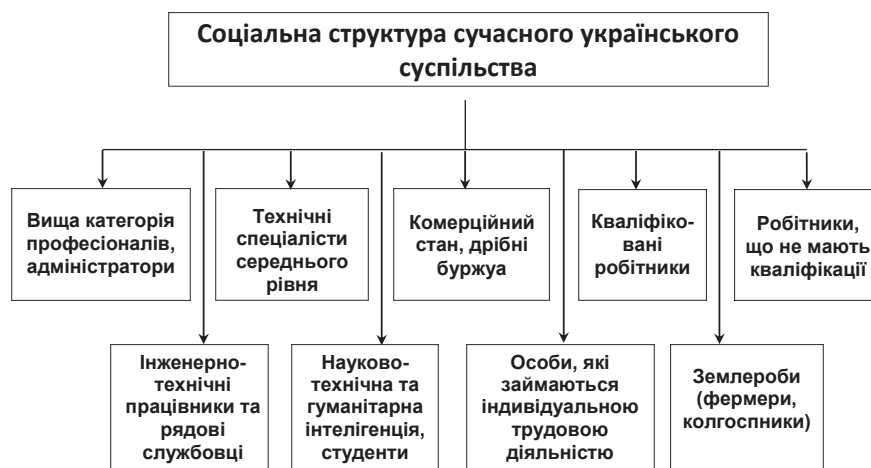 Соціальна структура сучасного українського
суспільства
Вища категорія
професіоналів,
адміністратори
Технічні
спеціалісти
середнього
рівня
Комерційний
стан, дрібні
буржуа
Кваліфіко-
вані
робітники
Робітники,
що не мають
кваліфікації
Інженерно-
технічні
працівники та
рядові
службовці
Науково-
технічна та
гуманітарна
інтелігенція,
студенти
Особи, які
займаються
індивідуальною
трудовою
діяльністю
Землероби
(фермери,
колгоспники)